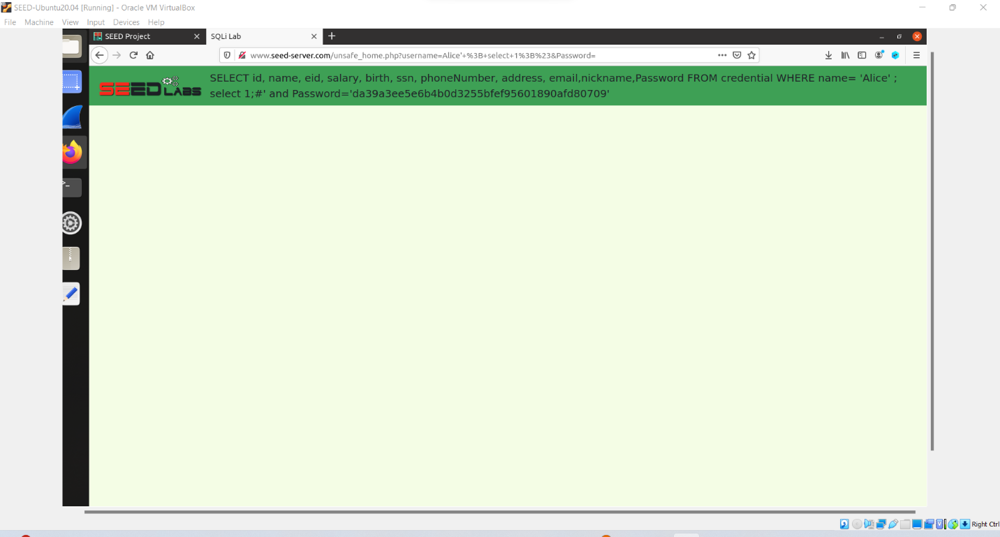 SEED-Ubuntu20.04 [Running] - Oracle VM VirtualBox
File Machine View Input Devices Help
SEED Project
SQLi Lab
www.seed-server.com/unsafe_home.php?username=Alice'+%3B+select+1%3B%23&Password=
SEED LABS
SELECT id, name, eid, salary, birth, ssn, phoneNumber, address, email,nickname,Password FROM credential WHERE name= 'Alice' ;
select 1;#' and Password='da39a3ee5e6b4b0d3255bfef95601890afd80709'
Right Ctrl